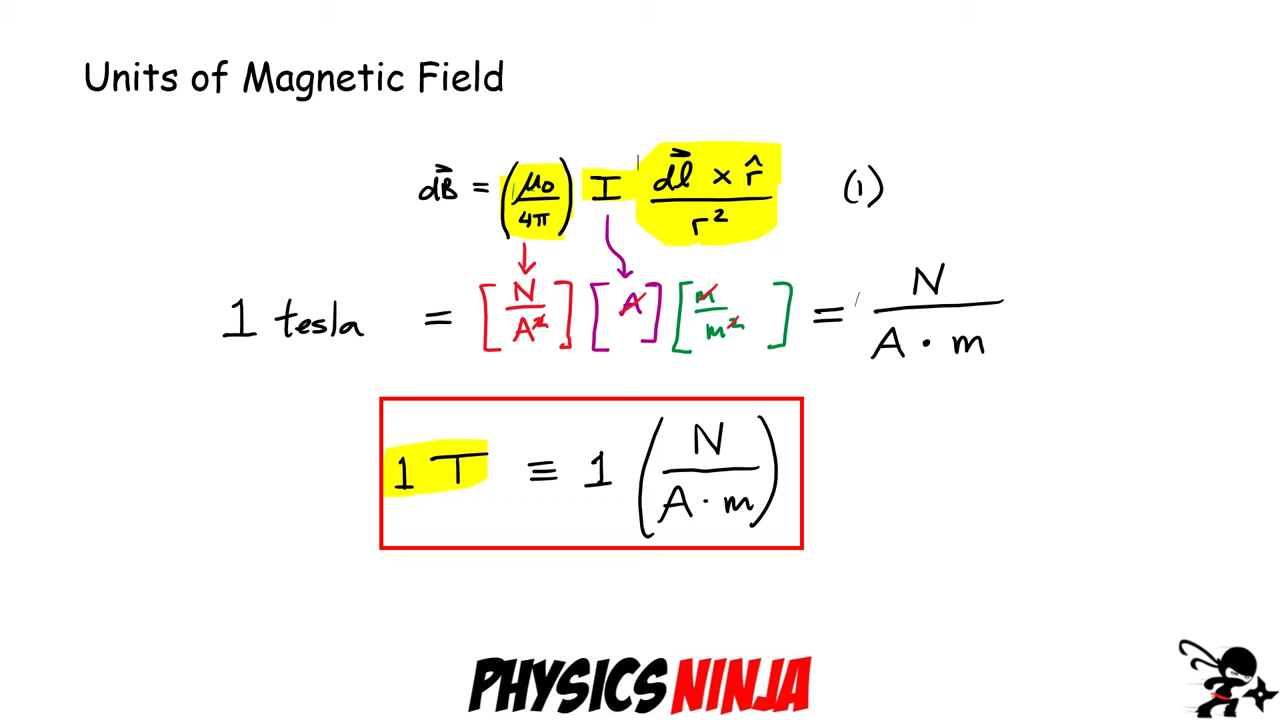 Units of Magnetic Field
dB⃗ = (μ₀/4π) I (dl⃗ × r̂)/r² (1)
1 tesla = [N/A²] [A] [m/m²] = N/(A · m)
1 T ≡ 1 (N/(A · m))
PHYSICS NINJA